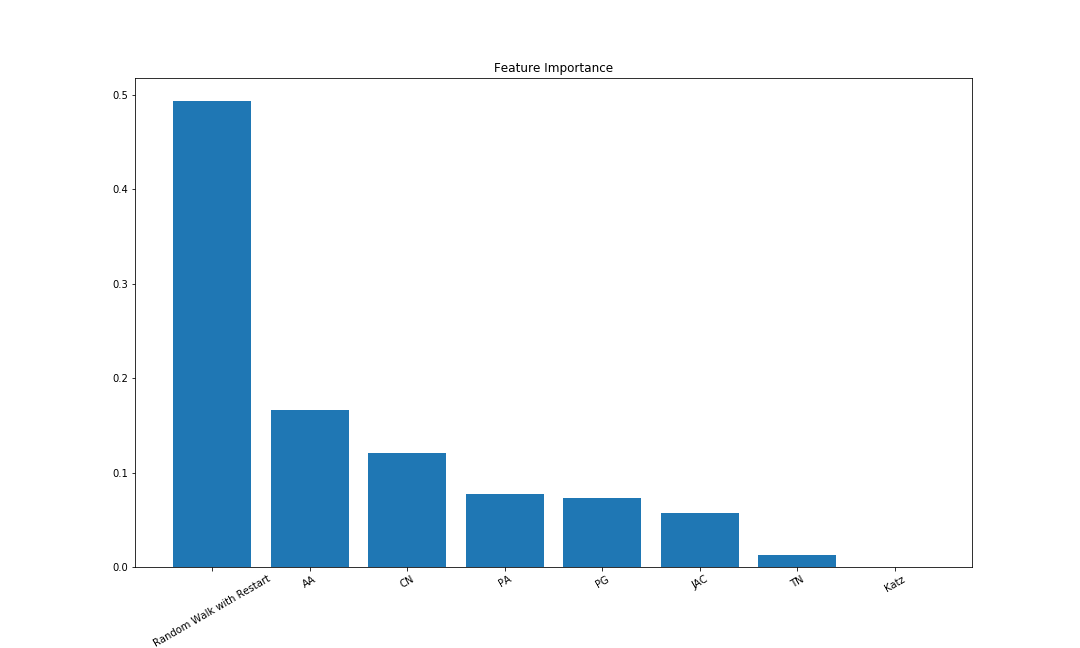 Feature Importance
0.5
0.4
0.3
0.2
0.1
0.0
Random Walk with Restart
AA
CN
PA
PG
JAC
TN
Katz